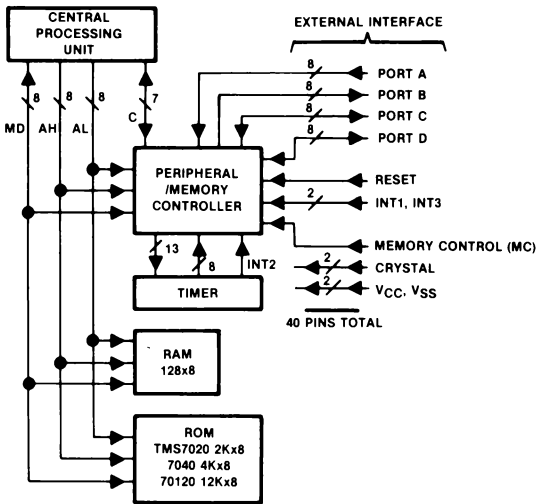 EXTERNAL INTERFACE
CENTRAL
PROCESSING
UNIT
8
8
8
7
MD
AH
AL
C
8
PORT A
8
PORT B
8
PORT C
8
PORT D
PERIPHERAL
/MEMORY
CONTROLLER
RESET
2
INT1, INT3
MEMORY CONTROL (MC)
2
CRYSTAL
2
VCC, VSS
40 PINS TOTAL
13
8
INT2
TIMER
RAM
128x8
ROM
TMS7020 2Kx8
7040 4Kx8
70120 12Kx8